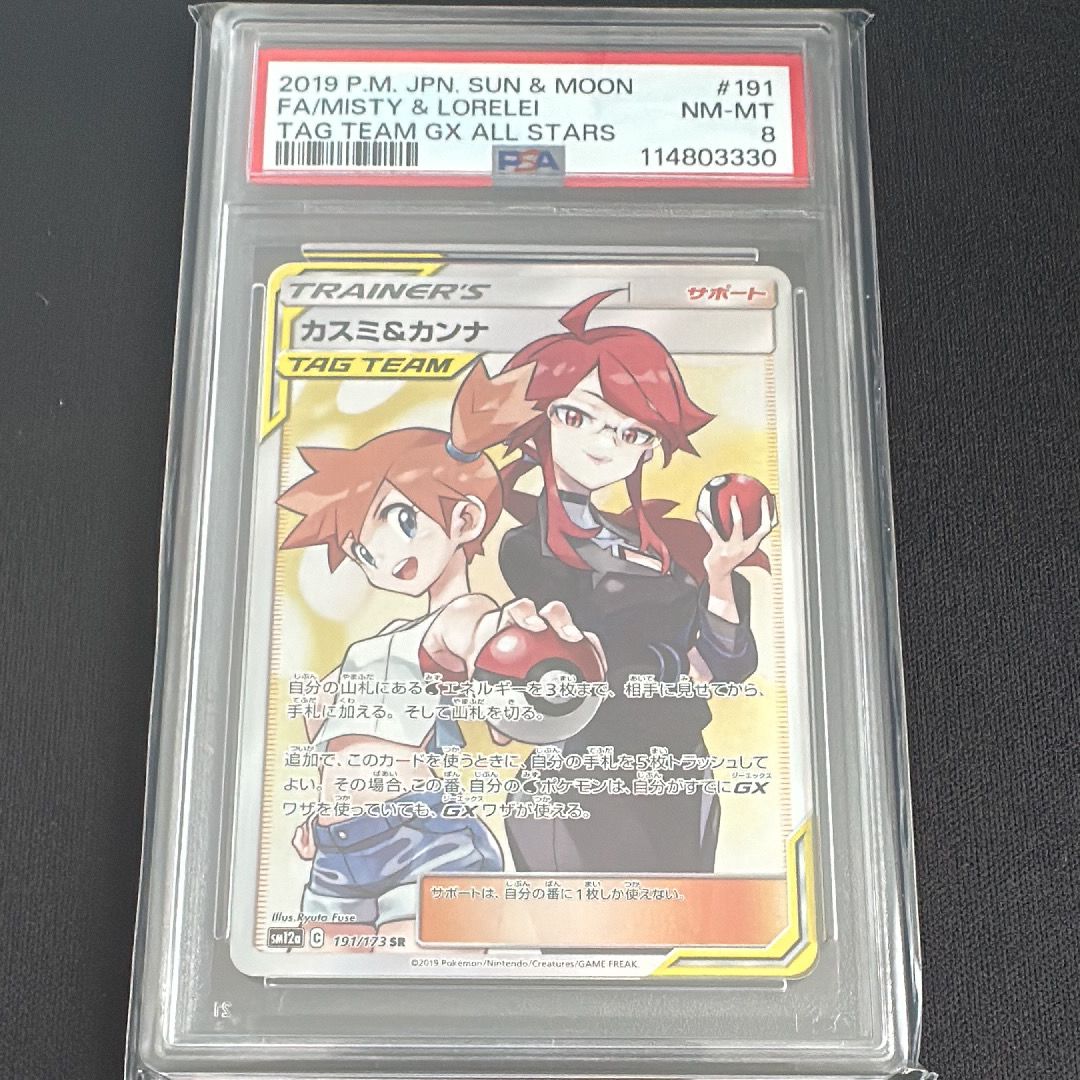 2019 P.M. JPN. SUN & MOON #191
FA/MISTY & LORELEI NM-MT
TAG TEAM GX ALL STARS 8
PSA 114803330
TRAINER'S サポート
カスミ&カンナ
TAG TEAM
自分の山札にあるエネルギーを3枚まで、相手に見せてから、
手札に加える。そして山札を切る。
追加で、このカードを使うときに、自分の手札を5枚トラッシュして
よい。その場合、この番、自分のポケモンは、自分がすでにGX
ワザを使っていても、GXワザが使える。
サポートは、自分の番に1枚しか使えない。
Illus.Ryuta Fuse
SM12a C 191/173 SR
©2019 Pokémon/Nintendo/Creatures/GAME FREAK.